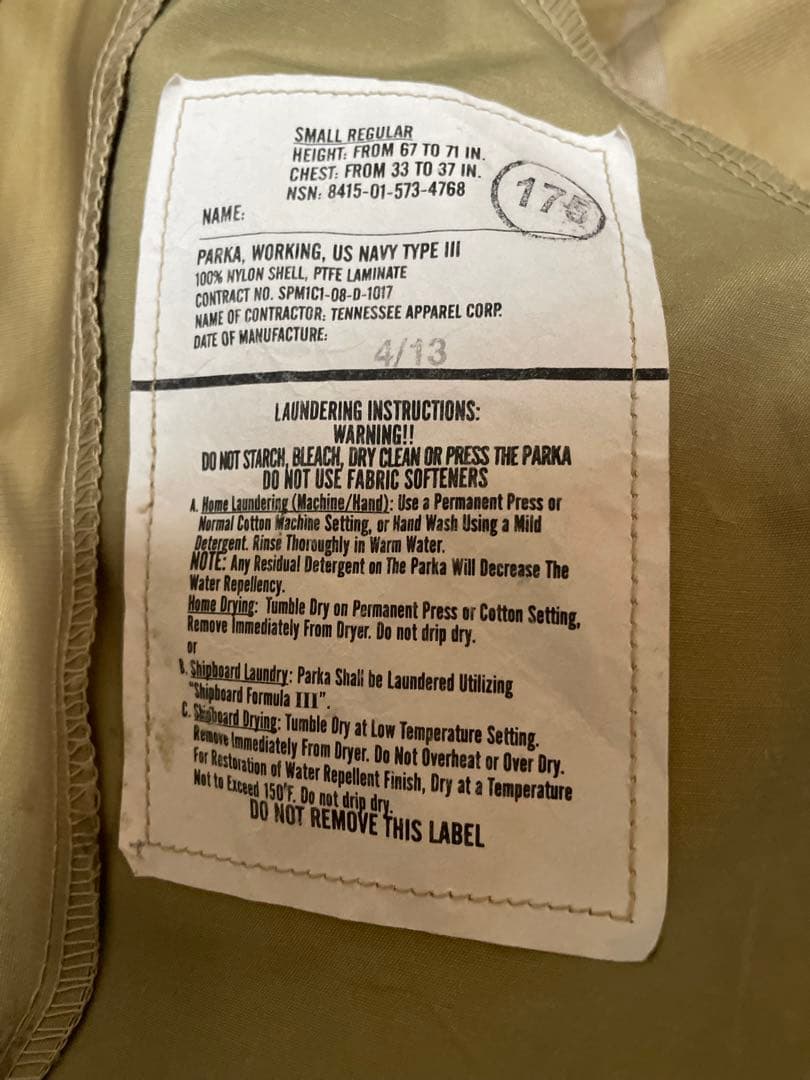 SMALL REGULAR
HEIGHT: FROM 67 TO 71 IN.
CHEST: FROM 33 TO 37 IN.
NSN: 8415-01-573-4768
175
NAME:
PARKA, WORKING, US NAVY TYPE III
100% NYLON SHELL, PTFE LAMINATE
CONTRACT NO. SPM1C1-08-D-1017
NAME OF CONTRACTOR: TENNESSEE APPAREL CORP.
DATE OF MANUFACTURE:
4/13
LAUNDERING INSTRUCTIONS:
WARNING!!
DO NOT STARCH, BLEACH, DRY CLEAN OR PRESS THE PARKA
DO NOT USE FABRIC SOFTENERS
A. Home Laundering (Machine/Hand): Use a Permanent Press or
Normal Cotton Machine Setting, or Hand Wash Using a Mild
Detergent. Rinse Thoroughly in Warm Water.
NOTE: Any Residual Detergent on The Parka Will Decrease The
Water Repellency.
Home Drying: Tumble Dry on Permanent Press or Cotton Setting,
Remove Immediately From Dryer. Do not drip dry.
or
B. Shipboard Laundry: Parka Shall be Laundered Utilizing
"Shipboard Formula III".
C. Shipboard Drying: Tumble Dry at Low Temperature Setting.
Remove Immediately From Dryer. Do Not Overheat or Over Dry.
For Restoration of Water Repellent Finish, Dry at a Temperature
Not to Exceed 150°F. Do not drip dry.
DO NOT REMOVE THIS LABEL